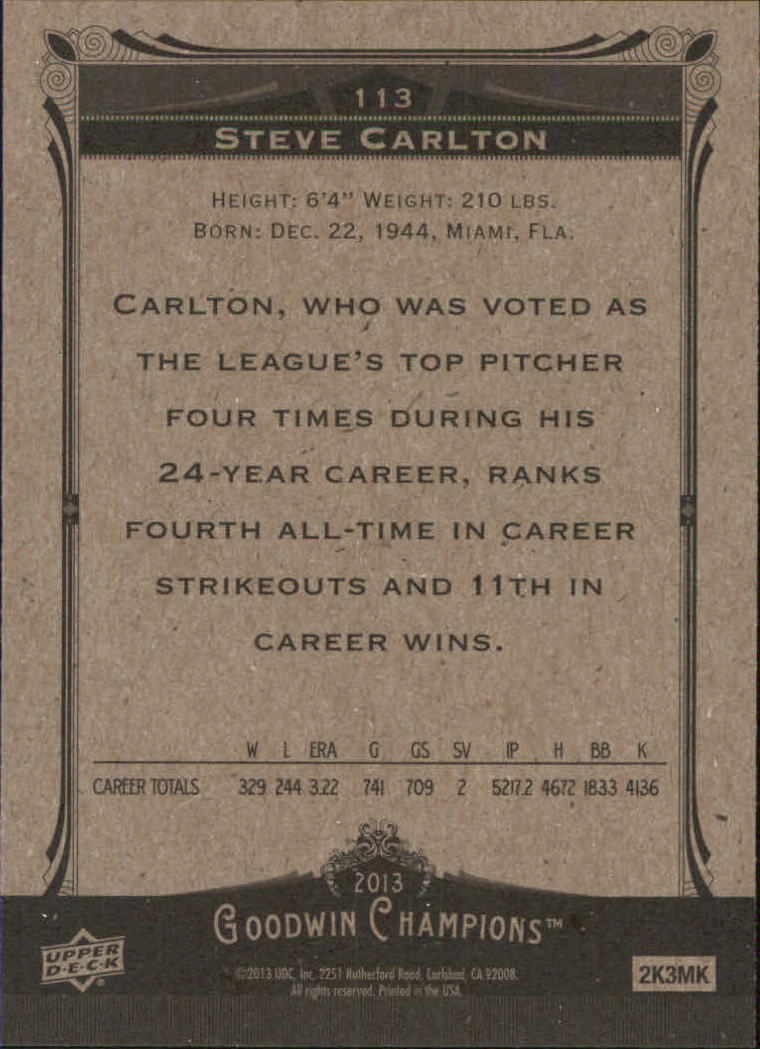 113
STEVE CARLTON
HEIGHT: 6'4" WEIGHT: 210 LBS.
BORN: DEC. 22, 1944, MIAMI, FLA.
CARLTON, WHO WAS VOTED AS
THE LEAGUE'S TOP PITCHER
FOUR TIMES DURING HIS
24-YEAR CAREER, RANKS
FOURTH ALL-TIME IN CAREER
STRIKEOUTS AND 11TH IN
CAREER WINS.
W L ERA G GS SV IP H BB K
CAREER TOTALS 329 244 3.22 741 709 2 5217.2 4672 1833 4136
2013
GOODWIN CHAMPIONS™
UPPER
D·E·C·K
©2013 UDC, Inc. 2251 Rutherford Road, Carlsbad, CA 92008.
All rights reserved. Printed in the USA.
2K3MK